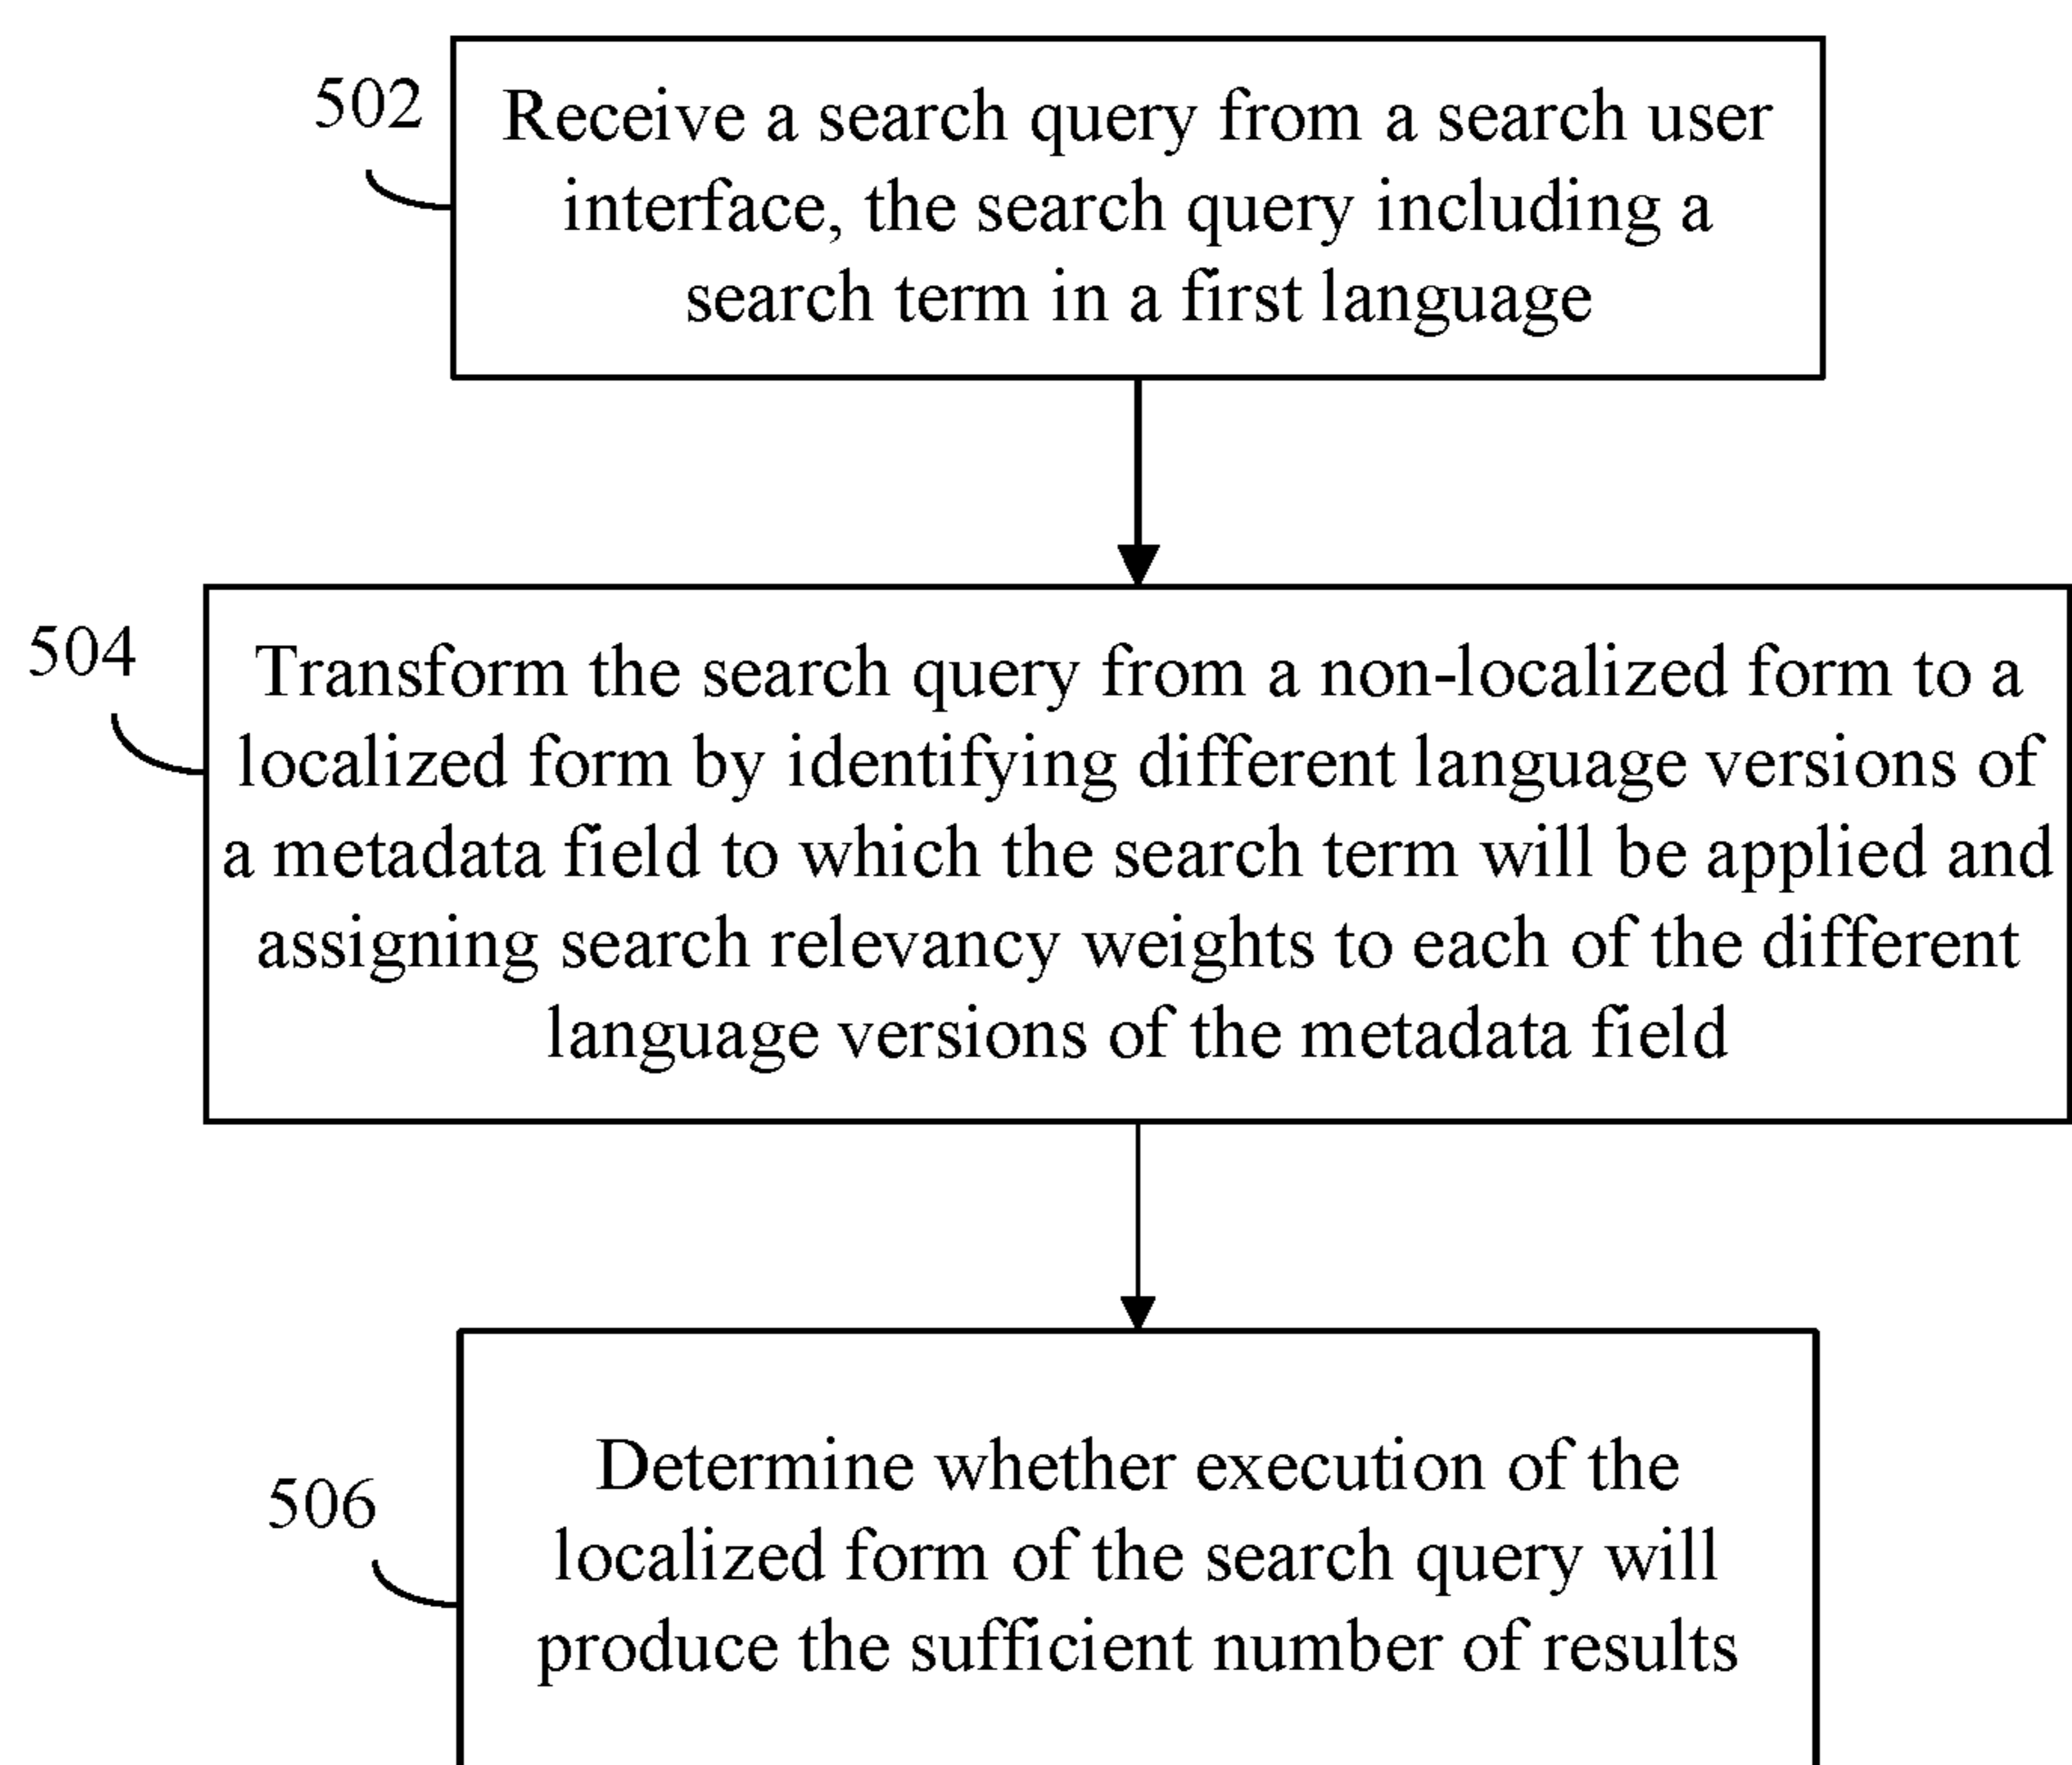 502
Receive a search query from a search user
interface, the search query including a
search term in a first language
504
Transform the search query from a non-localized form to a
localized form by identifying different language versions of
a metadata field to which the search term will be applied and
assigning search relevancy weights to each of the different
language versions of the metadata field
506
Determine whether execution of the
localized form of the search query will
produce the sufficient number of results